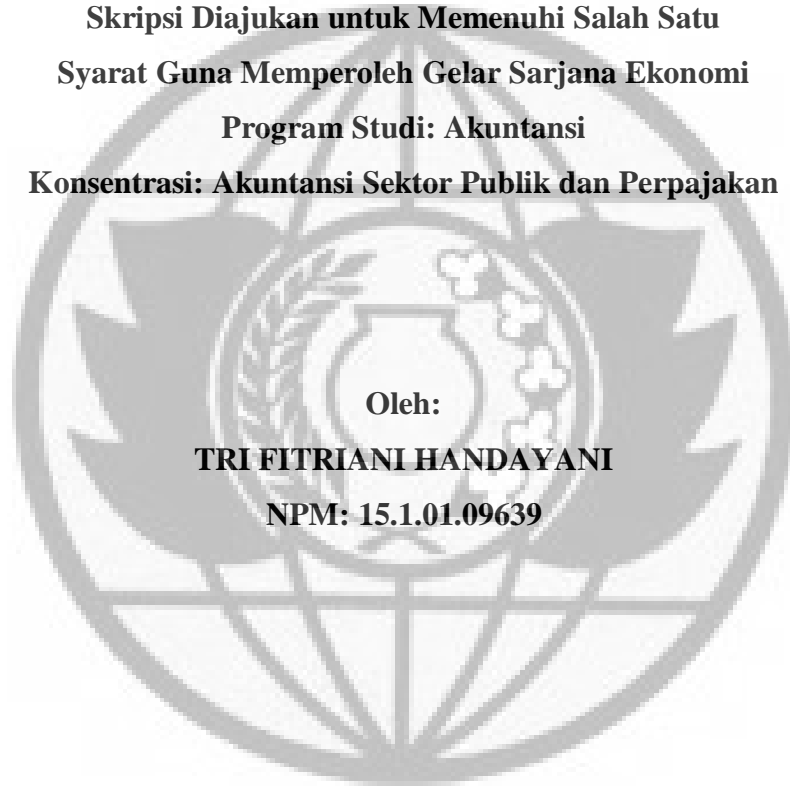 Skripsi Diajukan untuk Memenuhi Salah Satu
Syarat Guna Memperoleh Gelar Sarjana Ekonomi
Program Studi: Akuntansi
Konsentrasi: Akuntansi Sektor Publik dan Perpajakan
Oleh:
TRI FITRIANI HANDAYANI
NPM: 15.1.01.09639